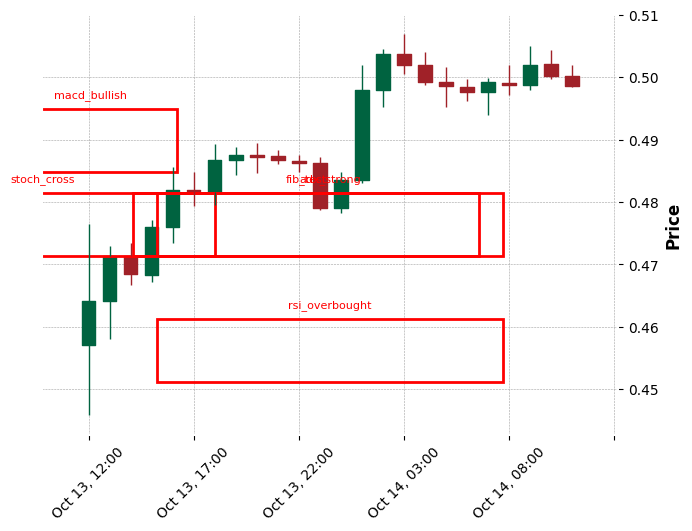 0.51
macd_bullish
0.50
0.49
stoch_cross
0.48
0.47
Price
rsi_overbought
0.46
0.45
Oct 13, 12:00
Oct 13, 17:00
Oct 13, 22:00
Oct 14, 03:00
Oct 14, 08:00